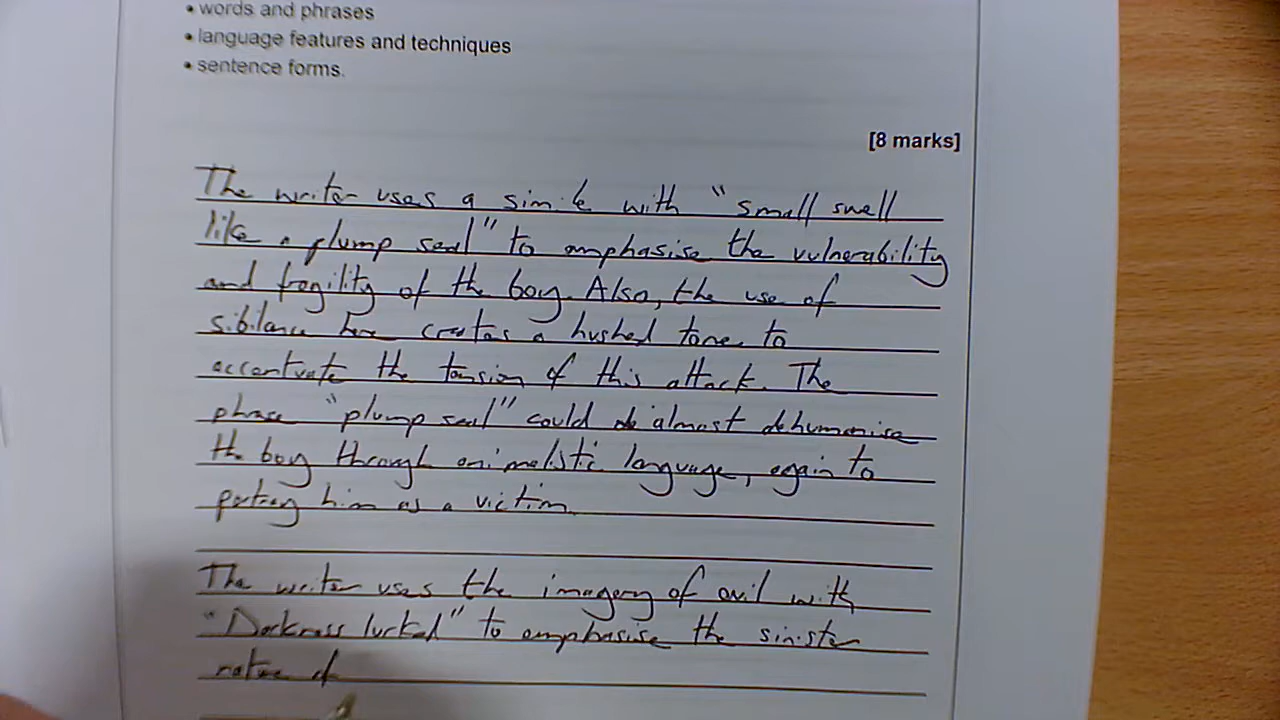 • words and phrases
• language features and techniques
• sentence forms.
[8 marks]
The writer uses a simile with "small swell
like a plump seal" to emphasise the vulnerability
and fragility of the boy. Also, the use of
sibilance here creates a hushed tone to
accentuate the tension of this attack. The
phrase "plump seal" could almost dehumanise
the boy through animalistic language, again to
portray him as a victim.
The writer uses the imagery of evil with
"Darkness lurked" to emphasise the sinister
nature of